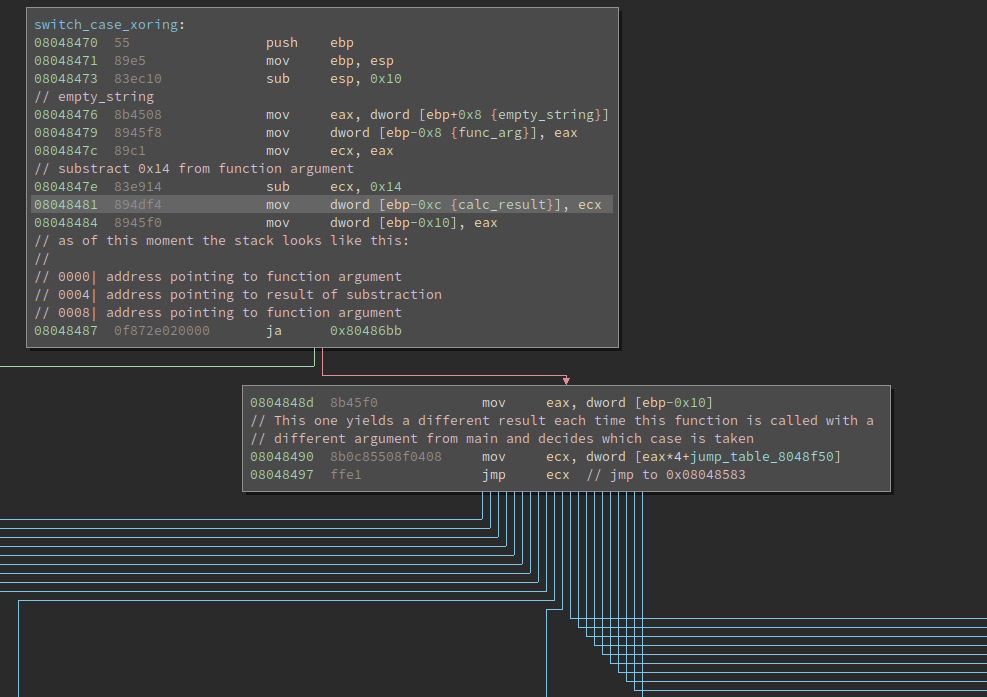 switch_case_xoring:
08048470 55 push ebp
08048471 89e5 mov ebp, esp
08048473 83ec10 sub esp, 0x10
// empty_string
08048476 8b4508 mov eax, dword [ebp+0x8 {empty_string}]
08048479 8945f8 mov dword [ebp-0x8 {func_arg}], eax
0804847c 89c1 mov ecx, eax
// substract 0x14 from function argument
0804847e 83e914 sub ecx, 0x14
08048481 894df4 mov dword [ebp-0xc {calc_result}], ecx
08048484 8945f0 mov dword [ebp-0x10], eax
// as of this moment the stack looks like this:
//
// 0000| address pointing to function argument
// 0004| address pointing to result of substraction
// 0008| address pointing to function argument
08048487 0f872e020000 ja 0x80486bb
0804848d 8b45f0 mov eax, dword [ebp-0x10]
// This one yields a different result each time this function is called with a
// different argument from main and decides which case is taken
08048490 8b0c85508f0408 mov ecx, dword [eax*4+jump_table_8048f50]
08048497 ffe1 jmp ecx // jmp to 0x08048583